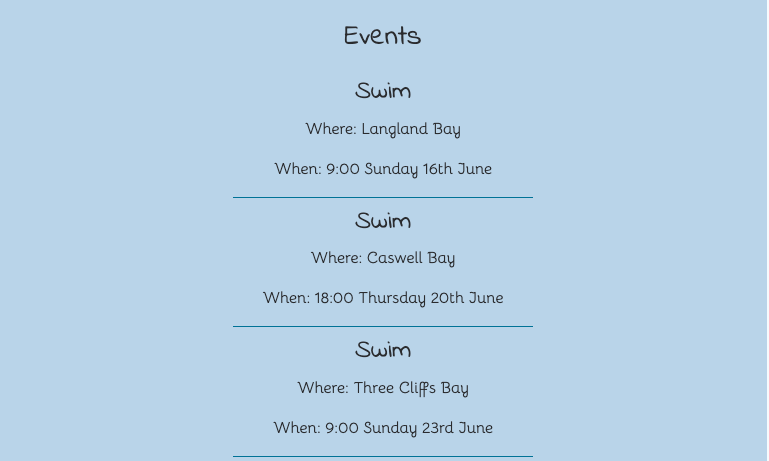 Events
Swim
Where: Langland Bay
When: 9:00 Sunday 16th June
Swim
Where: Caswell Bay
When: 18:00 Thursday 20th June
Swim
Where: Three Cliffs Bay
When: 9:00 Sunday 23rd June